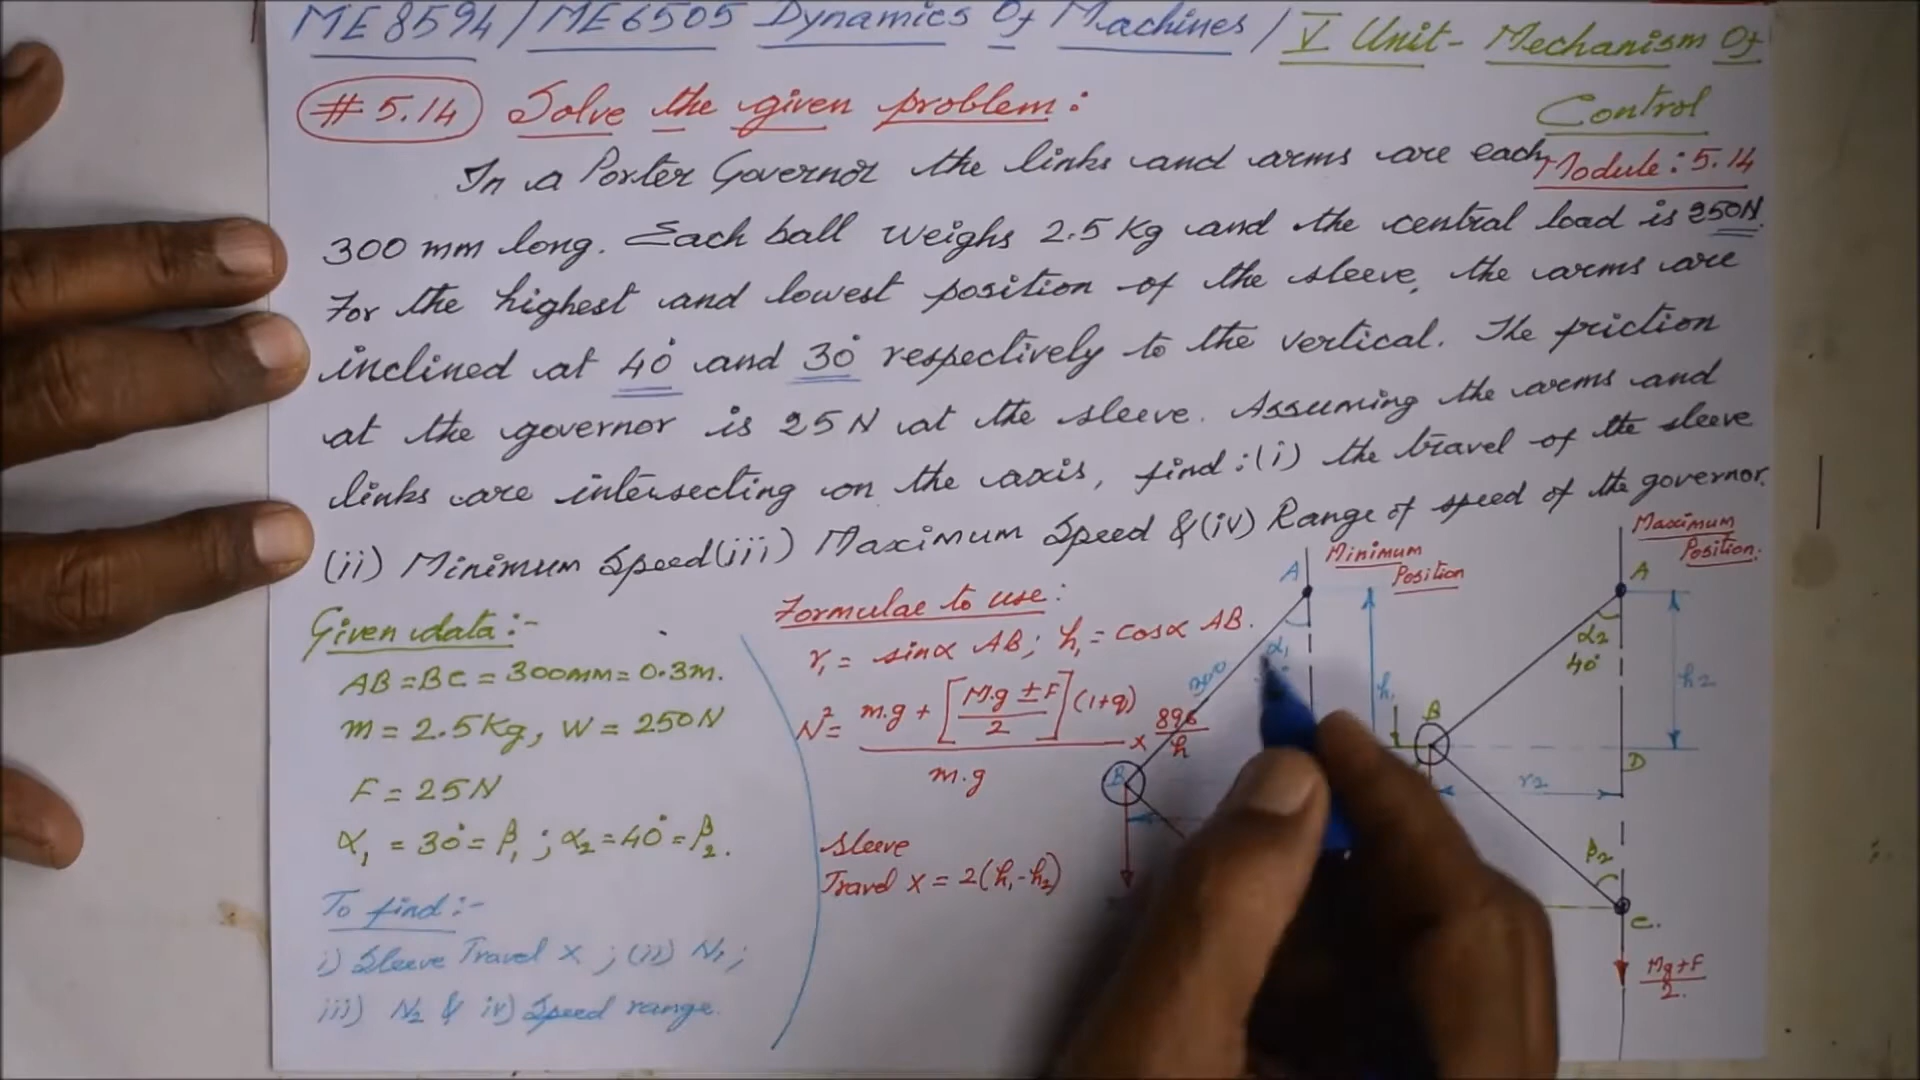 ME8594/ME6505 Dynamics Of Machines / V Unit- Mechanism Of
Control
#5.14 Solve the given problem:
Module: 5.14
In a Porter Governor the links and arms are each
300 mm long. Each ball weighs 2.5 Kg and the central load is 250N.
For the highest and lowest position of the sleeve, the arms are
inclined at 40° and 30° respectively to the vertical. The friction
at the governor is 25 N at the sleeve. Assuming the arms and
links are intersecting on the axis, find: (i) the travel of the sleeve
(ii) Minimum Speed (iii) Maximum Speed & (iv) Range of speed of the governor.
Given data:-
AB = BC = 300mm = 0.3m.
m = 2.5 Kg, W = 250N
F = 25N
α1 = 30° = β1 ; α2 = 40° = β2.
To find:-
i) Sleeve Travel x ; (ii) N1 ;
iii) N2 & iv) Speed range.
Formulae to use:
r1 = sinα AB; h1 = cosα AB.
N² = m.g + [M.g ± F / 2] (1+q) / m.g × 896 / h
Sleeve
Travel x = 2(h1 - h2)
Minimum
Position
A
α1
300
h1
B
Maximum
Position.
A
α2
40°
h2
B
D
r2
β2
C.
Mg+F
2.